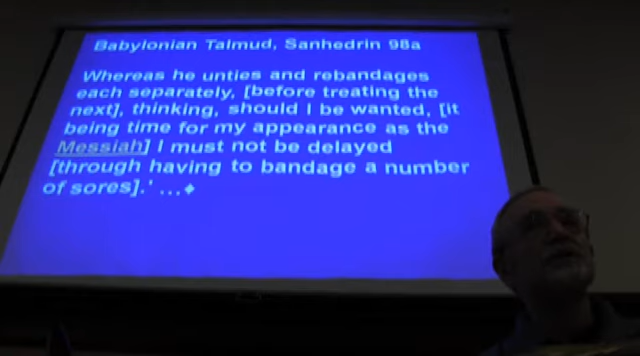 Babylonian Talmud, Sanhedrin 98a
Whereas he unties and rebandages
each separately, [before treating the
next], thinking, should I be wanted, [it
being time for my appearance as the
Messiah] I must not be delayed
[through having to bandage a number
of sores].' ...♦